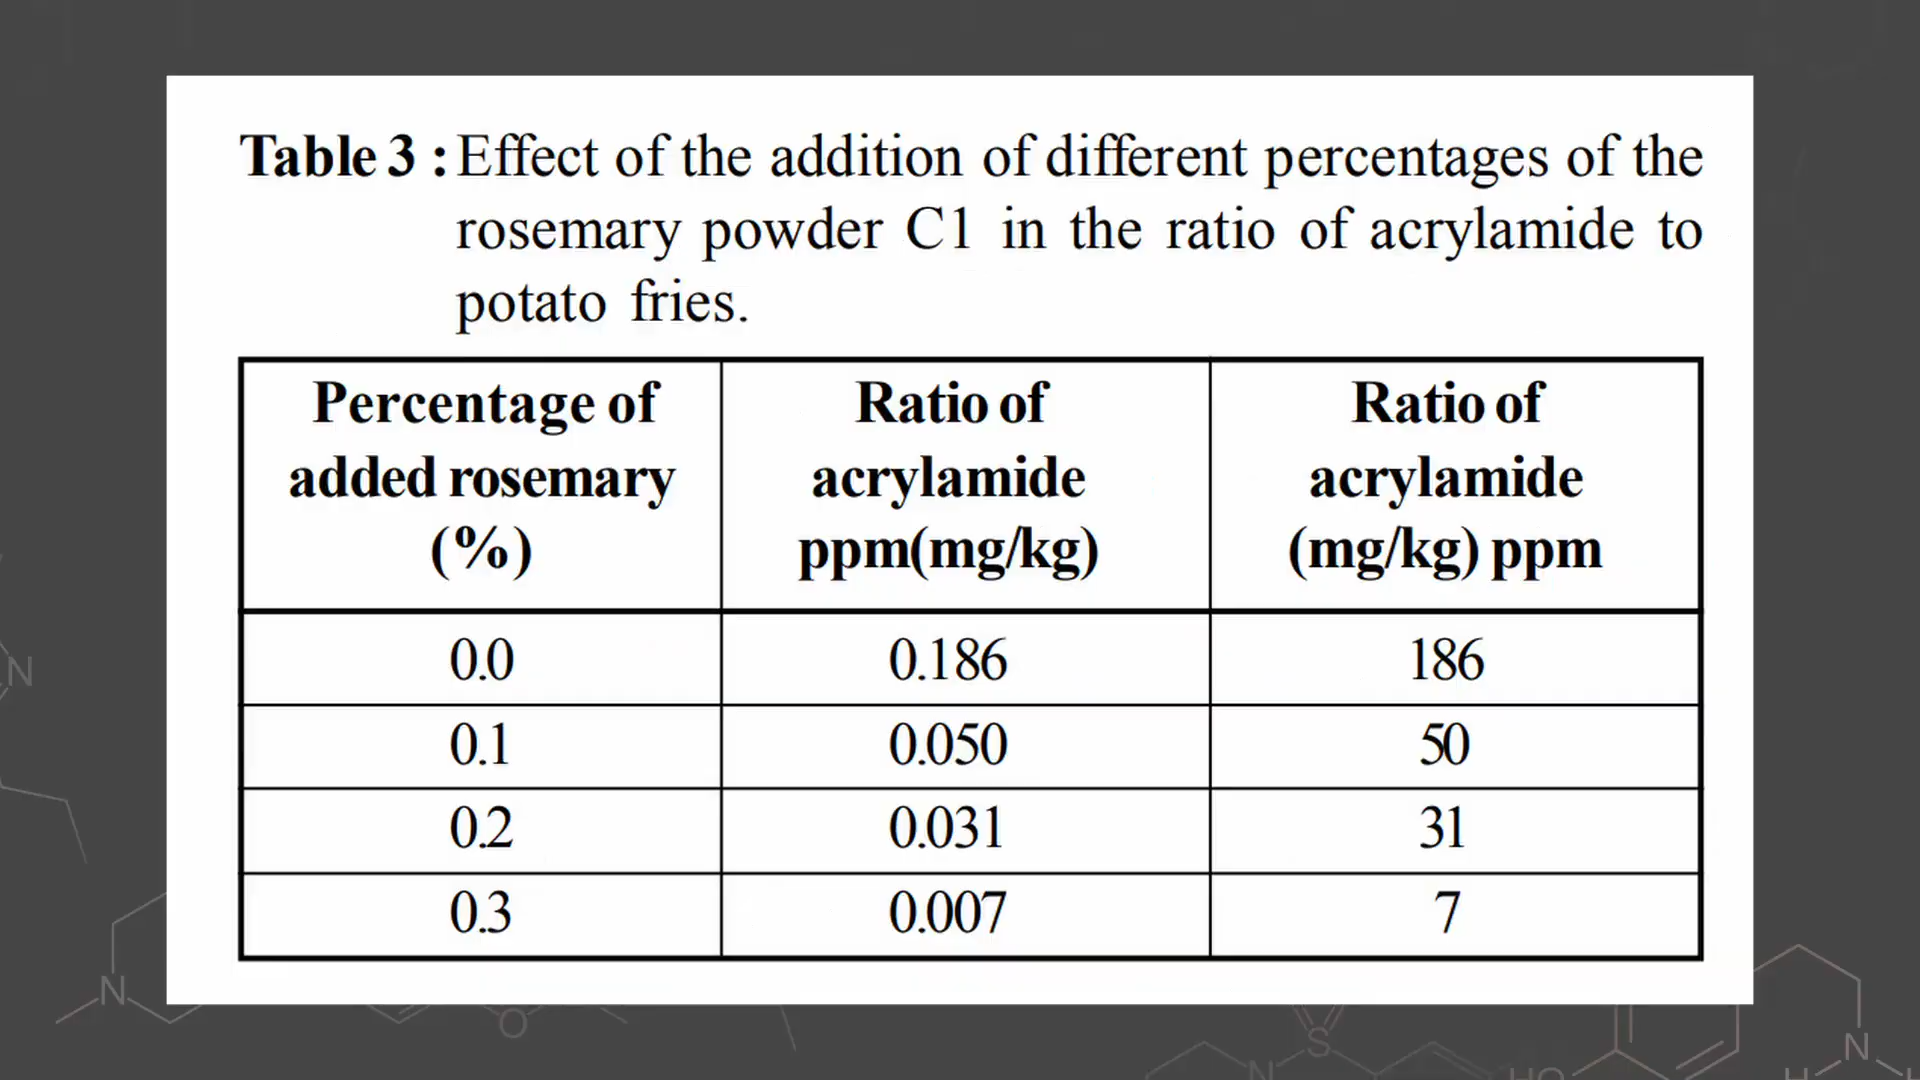 Table 3 : Effect of the addition of different percentages of the
rosemary powder C1 in the ratio of acrylamide to
potato fries.
Percentage of added rosemary (%) Ratio of acrylamide ppm(mg/kg) Ratio of acrylamide (mg/kg) ppm
0.0 0.186 186
0.1 0.050 50
0.2 0.031 31
0.3 0.007 7
N
N
O
N
S
HO
H
N